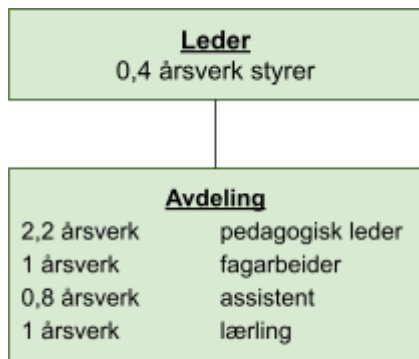 Leder
0,4 årsverk styrer
Avdeling
2,2 årsverk pedagogisk leder
1 årsverk fagarbeider
0,8 årsverk assistent
1 årsverk lærling